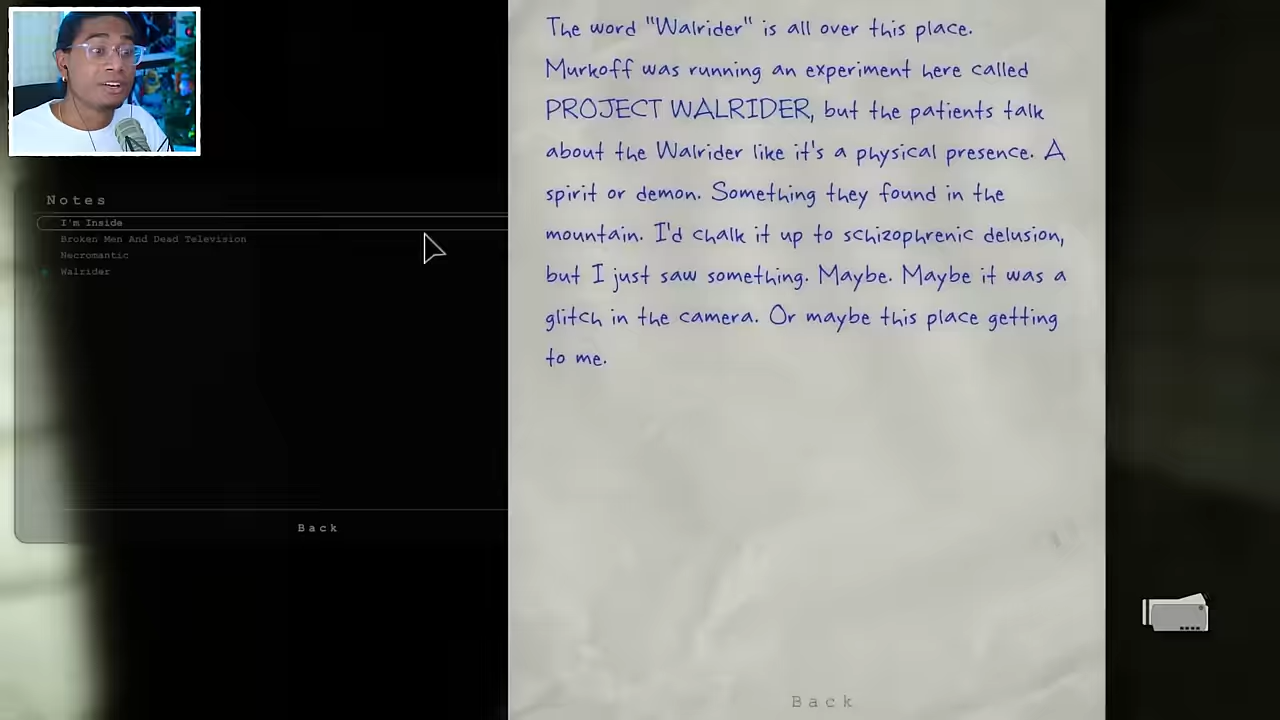 Notes
I'm Inside
Broken Men And Dead Television
Necromantic
Walrider
Back
The word "Walrider" is all over this place.
Murkoff was running an experiment here called
PROJECT WALRIDER, but the patients talk
about the Walrider like it's a physical presence. A
spirit or demon. Something they found in the
mountain. I'd chalk it up to schizophrenic delusion,
but I just saw something. Maybe. Maybe it was a
glitch in the camera. Or maybe this place getting
to me.
Back